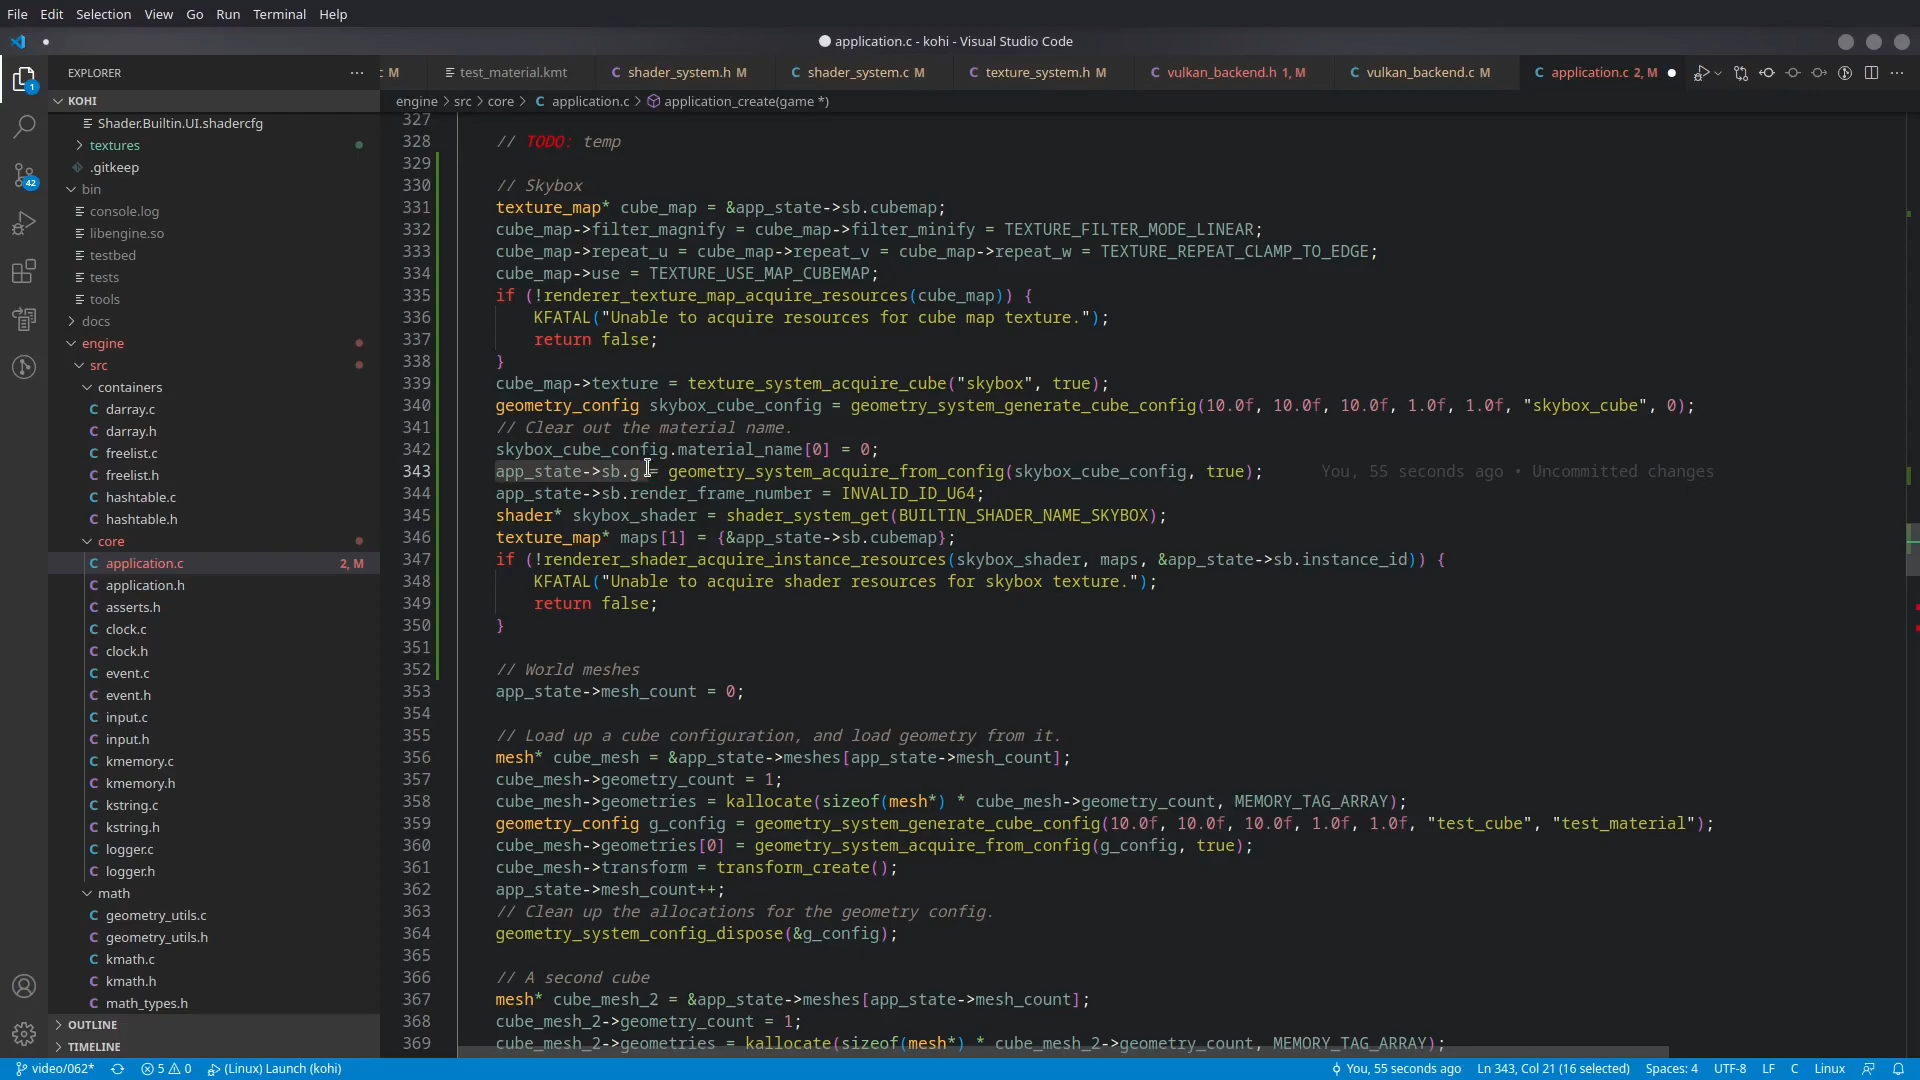 File Edit Selection View Go Run Terminal Help
application.c - kohi - Visual Studio Code
EXPLORER
c M test_material.kmt C shader_system.h M C shader_system.c M C texture_system.h M C vulkan_backend.h 1, M C vulkan_backend.c M C application.c 2, M
engine > src > core > C application.c > application_create(game *)
KOHI
Shader.Builtin.UI.shadercfg
textures
.gitkeep
bin
console.log
libengine.so
testbed
tests
tools
docs
engine
src
containers
C darray.c
C darray.h
C freelist.c
C freelist.h
C hashtable.c
C hashtable.h
core
C application.c 2, M
C application.h
C asserts.h
C clock.c
C clock.h
C event.c
C event.h
C input.c
C input.h
C kmemory.c
C kmemory.h
C kstring.c
C kstring.h
C logger.c
C logger.h
math
C geometry_utils.c
C geometry_utils.h
C kmath.c
C kmath.h
C math_types.h
OUTLINE
TIMELINE
1
42
327
328 // TODO: temp
329
330 // Skybox
331 texture_map* cube_map = &app_state->sb.cubemap;
332 cube_map->filter_magnify = cube_map->filter_minify = TEXTURE_FILTER_MODE_LINEAR;
333 cube_map->repeat_u = cube_map->repeat_v = cube_map->repeat_w = TEXTURE_REPEAT_CLAMP_TO_EDGE;
334 cube_map->use = TEXTURE_USE_MAP_CUBEMAP;
335 if (!renderer_texture_map_acquire_resources(cube_map)) {
336 KFATAL("Unable to acquire resources for cube map texture.");
337 return false;
338 }
339 cube_map->texture = texture_system_acquire_cube("skybox", true);
340 geometry_config skybox_cube_config = geometry_system_generate_cube_config(10.0f, 10.0f, 10.0f, 1.0f, 1.0f, "skybox_cube", 0);
341 // Clear out the material name.
342 skybox_cube_config.material_name[0] = 0;
343 app_state->sb.g = geometry_system_acquire_from_config(skybox_cube_config, true); You, 55 seconds ago • Uncommitted changes
344 app_state->sb.render_frame_number = INVALID_ID_U64;
345 shader* skybox_shader = shader_system_get(BUILTIN_SHADER_NAME_SKYBOX);
346 texture_map* maps[1] = {&app_state->sb.cubemap};
347 if (!renderer_shader_acquire_instance_resources(skybox_shader, maps, &app_state->sb.instance_id)) {
348 KFATAL("Unable to acquire shader resources for skybox texture.");
349 return false;
350 }
351
352 // World meshes
353 app_state->mesh_count = 0;
354
355 // Load up a cube configuration, and load geometry from it.
356 mesh* cube_mesh = &app_state->meshes[app_state->mesh_count];
357 cube_mesh->geometry_count = 1;
358 cube_mesh->geometries = kallocate(sizeof(mesh*) * cube_mesh->geometry_count, MEMORY_TAG_ARRAY);
359 geometry_config g_config = geometry_system_generate_cube_config(10.0f, 10.0f, 10.0f, 1.0f, 1.0f, "test_cube", "test_material");
360 cube_mesh->geometries[0] = geometry_system_acquire_from_config(g_config, true);
361 cube_mesh->transform = transform_create();
362 app_state->mesh_count++;
363 // Clean up the allocations for the geometry config.
364 geometry_system_config_dispose(&g_config);
365
366 // A second cube
367 mesh* cube_mesh_2 = &app_state->meshes[app_state->mesh_count];
368 cube_mesh_2->geometry_count = 1;
369 cube_mesh_2->geometries = kallocate(sizeof(mesh*) * cube_mesh_2->geometry_count, MEMORY_TAG_ARRAY);
video/062* 5 0 (Linux) Launch (kohi) You, 55 seconds ago Ln 343, Col 21 (16 selected) Spaces: 4 UTF-8 LF C Linux